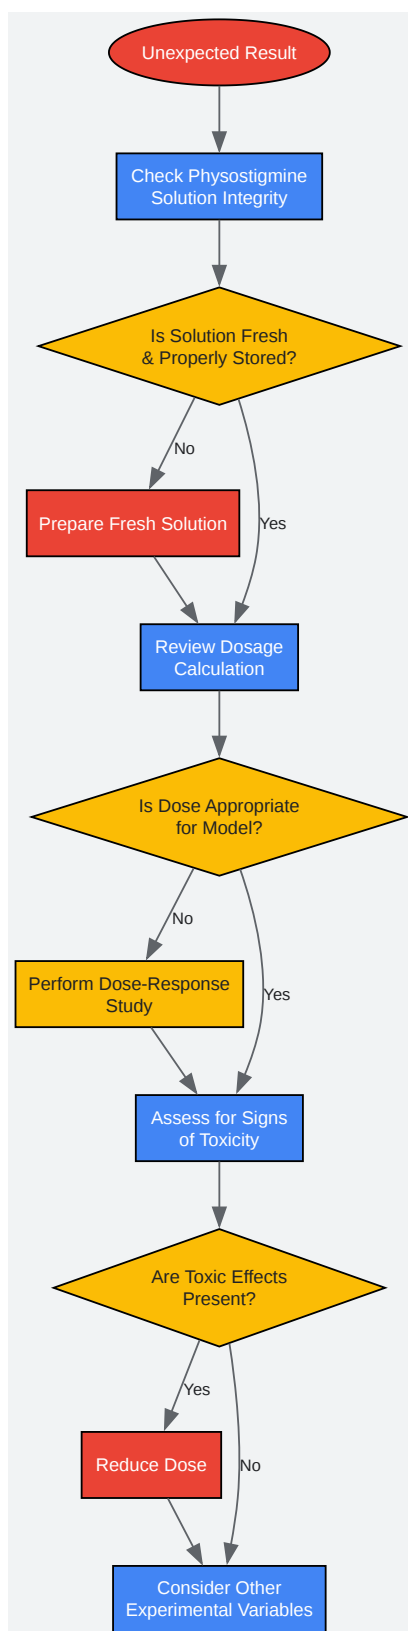 Unexpected Result
Check Physostigmine
Solution Integrity
Is Solution Fresh
& Properly Stored?
No
Prepare Fresh Solution
Yes
Review Dosage
Calculation
Is Dose Appropriate
for Model?
No
Perform Dose-Response
Study
Yes
Assess for Signs
of Toxicity
Are Toxic Effects
Present?
Yes
Reduce Dose
No
Consider Other
Experimental Variables